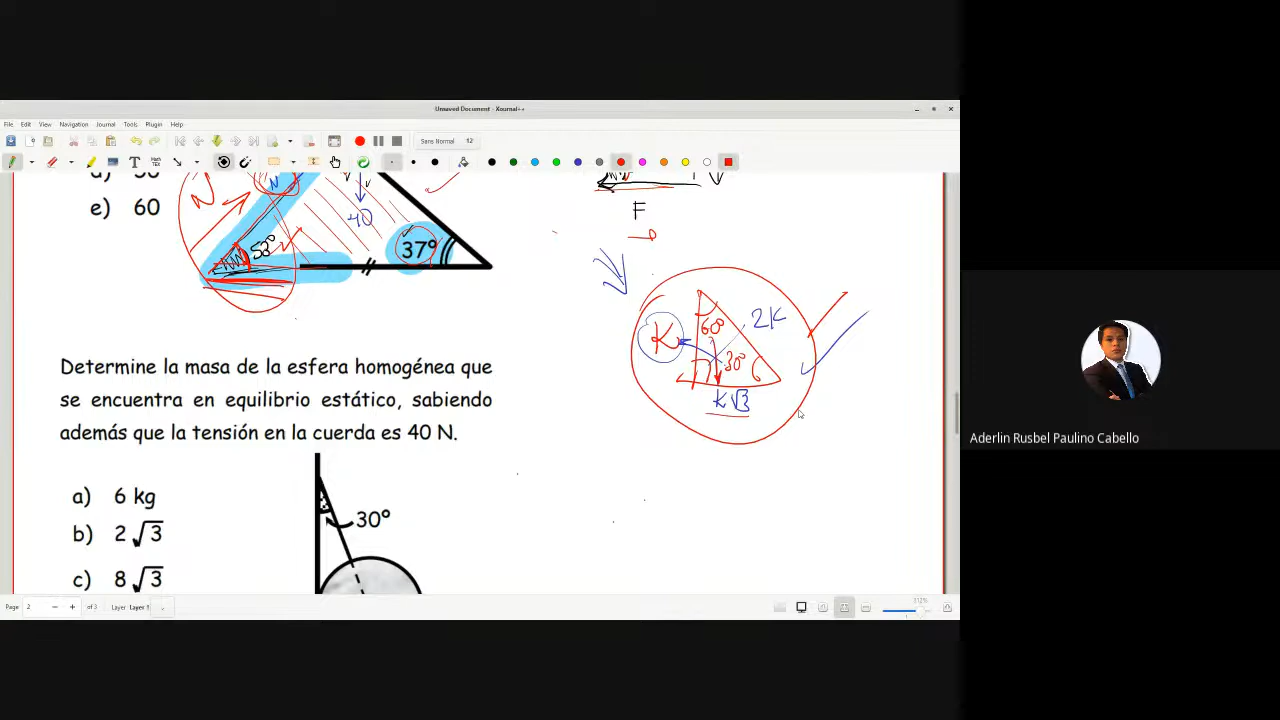 Unsaved Document - Xournal++
File Edit View Navigation Journal Tools Plugin Help
Sans Normal 12
d) 30
e) 60
N
N
40
53°
37°
F
K
60°
2K
30°
K√3
Determine la masa de la esfera homogénea que
se encuentra en equilibrio estático, sabiendo
además que la tensión en la cuerda es 40 N.
a) 6 kg
b) 2√3
c) 8√3
30°
Page 2 of 3 Layer Layer 1
312%
Aderlin Rusbel Paulino Cabello